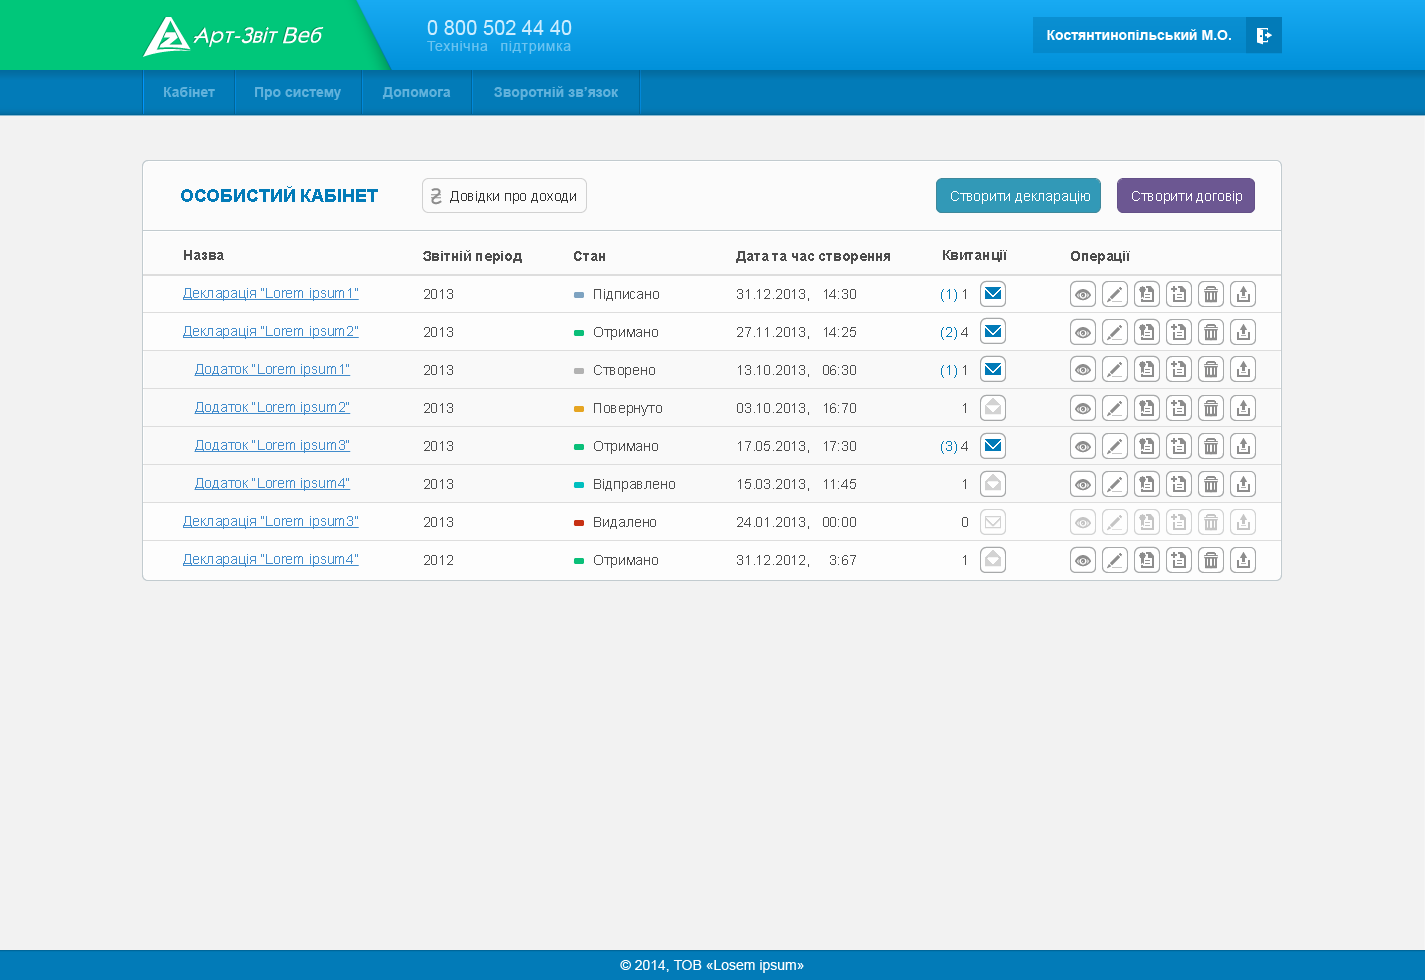 Арт-Звіт Веб
0 800 502 44 40
Технічна підтримка
Костянтинопільський М.О.
Кабінет Про систему Допомога Зворотній зв'язок
ОСОБИСТИЙ КАБІНЕТ Довідки про доходи Створити декларацію Створити договір
Назва Звітній період Стан Дата та час створення Квитанції Операції
Декларація "Lorem ipsum1" 2013 Підписано 31.12.2013, 14:30 (1) 1
Декларація "Lorem ipsum2" 2013 Отримано 27.11.2013, 14:25 (2) 4
Додаток "Lorem ipsum1" 2013 Створено 13.10.2013, 06:30 (1) 1
Додаток "Lorem ipsum2" 2013 Повернуто 03.10.2013, 16:70 1
Додаток "Lorem ipsum3" 2013 Отримано 17.05.2013, 17:30 (3) 4
Додаток "Lorem ipsum4" 2013 Відправлено 15.03.2013, 11:45 1
Декларація "Lorem ipsum3" 2013 Видалено 24.01.2013, 00:00 0
Декларація "Lorem ipsum4" 2012 Отримано 31.12.2012, 3:67 1
© 2014, ТОВ «Losem ipsum»